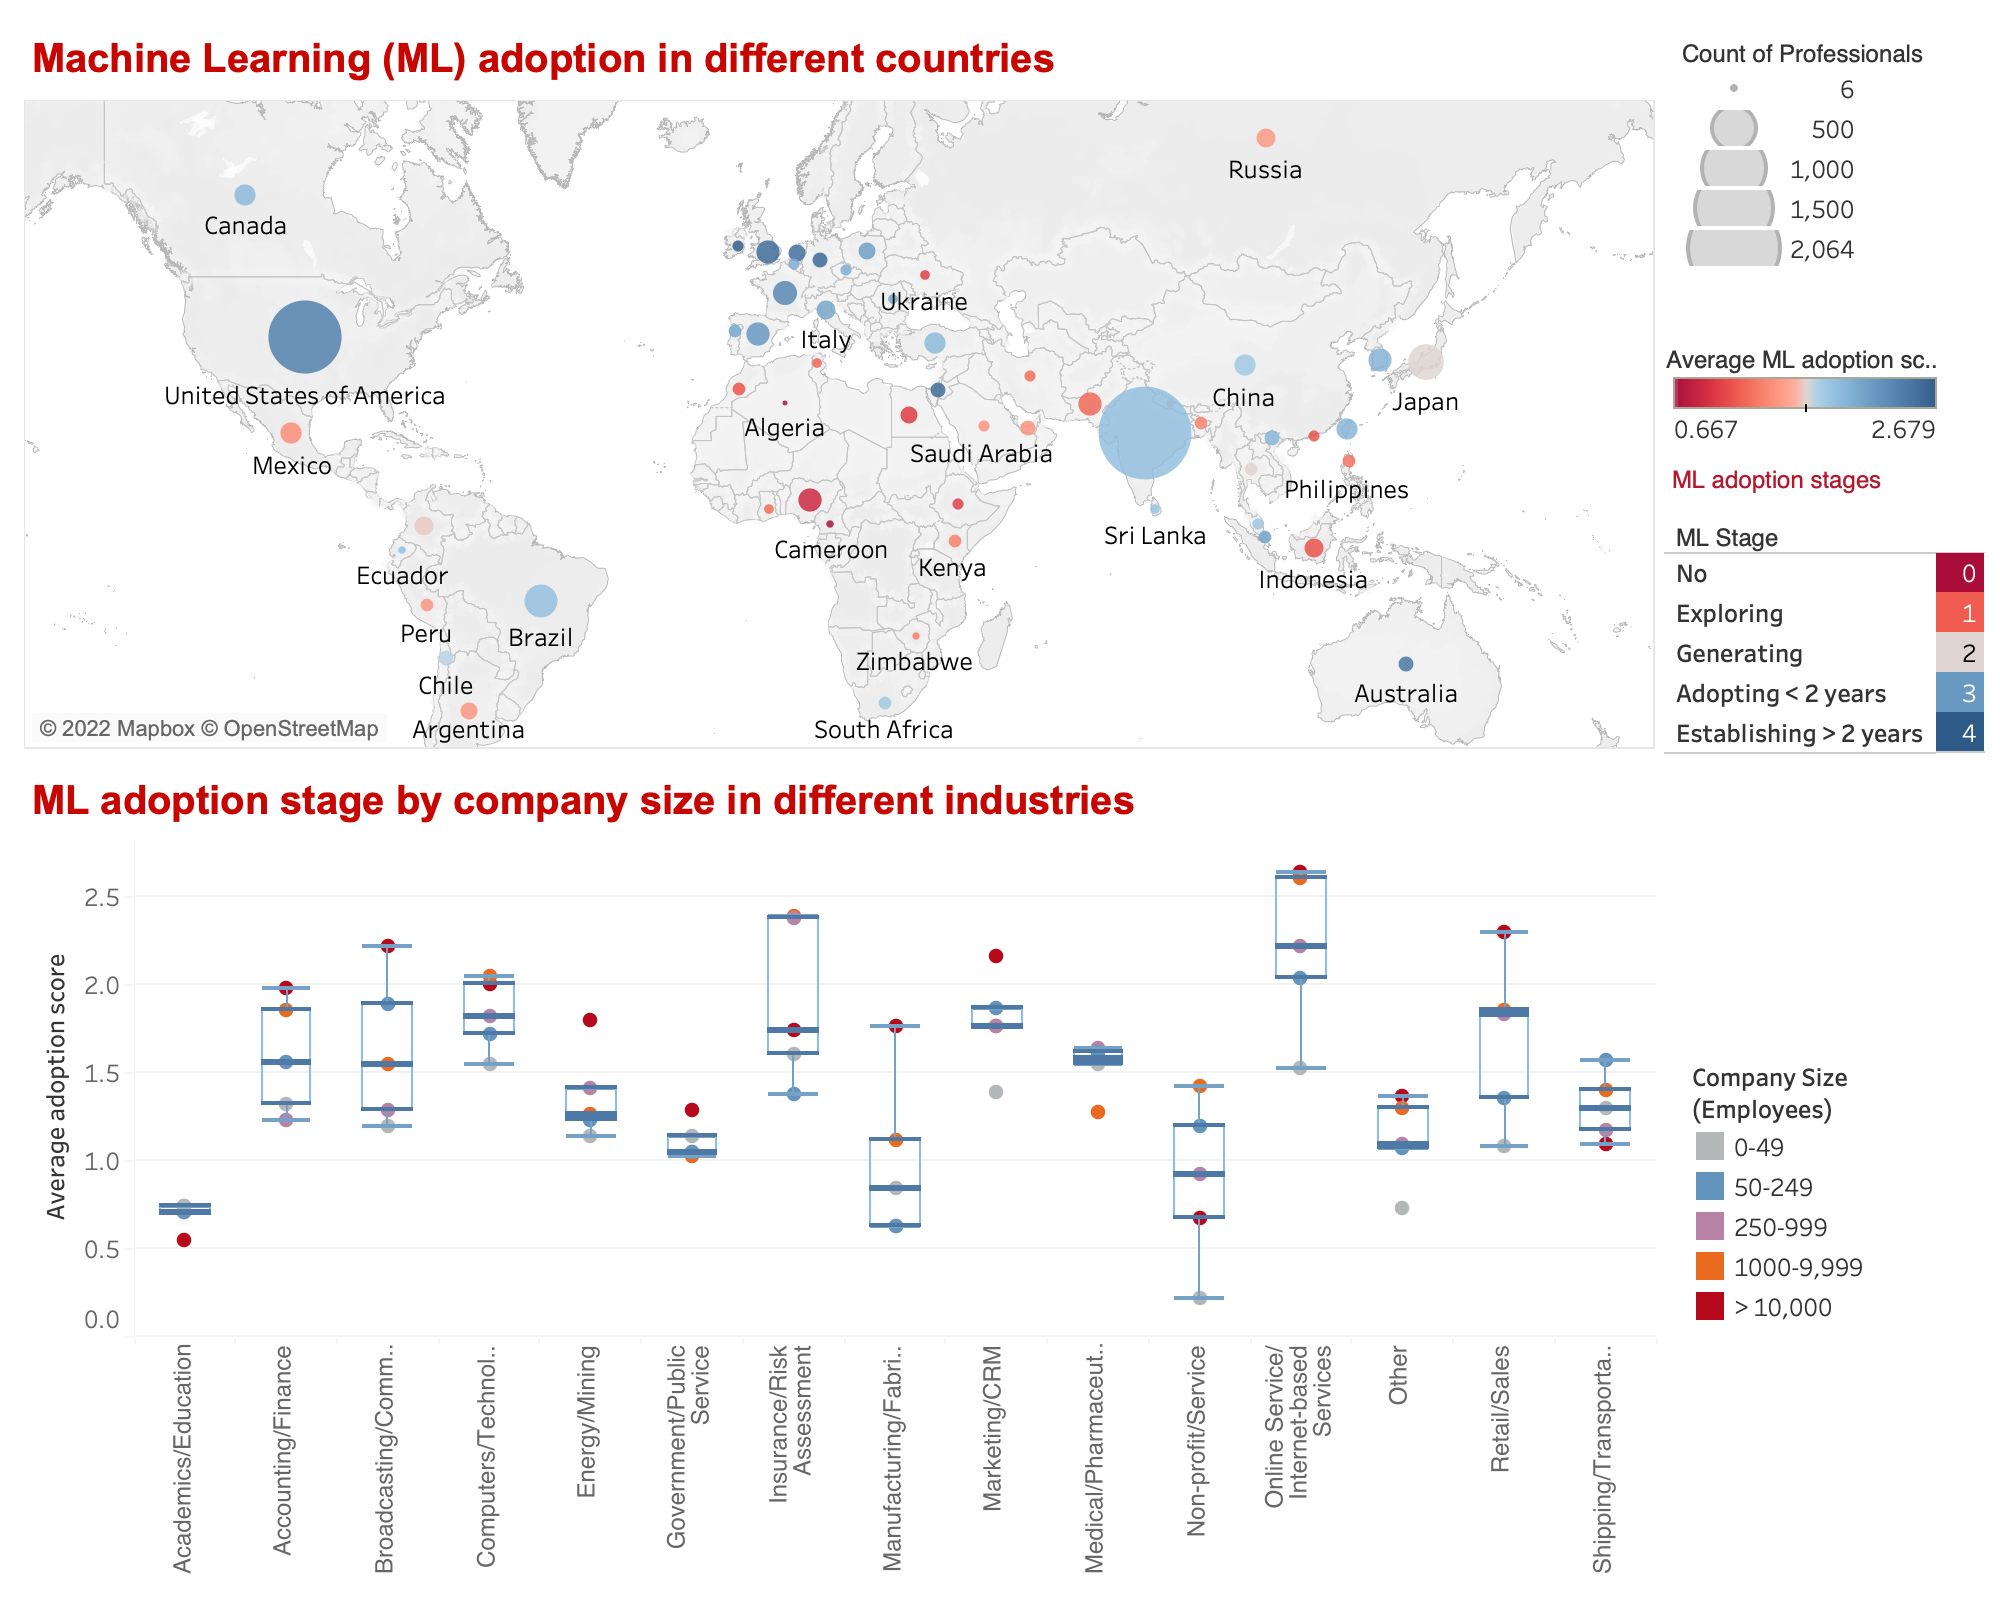 Machine Learning (ML) adoption in different countries
Count of Professionals
6
500
1,000
1,500
2,064
Average ML adoption sc..
0.667 2.679
ML adoption stages
ML Stage
No 0
Exploring 1
Generating 2
Adopting < 2 years 3
Establishing > 2 years 4
Russia
Canada
Ukraine
Italy
United States of America
China
Japan
Algeria
Saudi Arabia
Mexico
Philippines
Sri Lanka
Cameroon
Kenya
Ecuador
Indonesia
Peru
Brazil
Zimbabwe
Chile
Australia
Argentina
South Africa
© 2022 Mapbox © OpenStreetMap
ML adoption stage by company size in different industries
Average adoption score
2.5
2.0
1.5
1.0
0.5
0.0
Academics/Education
Accounting/Finance
Broadcasting/Comm..
Computers/Technol..
Energy/Mining
Government/Public
Service
Insurance/Risk
Assessment
Manufacturing/Fabri..
Marketing/CRM
Medical/Pharmaceut..
Non-profit/Service
Online Service/
Internet-based
Services
Other
Retail/Sales
Shipping/Transporta..
Company Size
(Employees)
0-49
50-249
250-999
1000-9,999
> 10,000